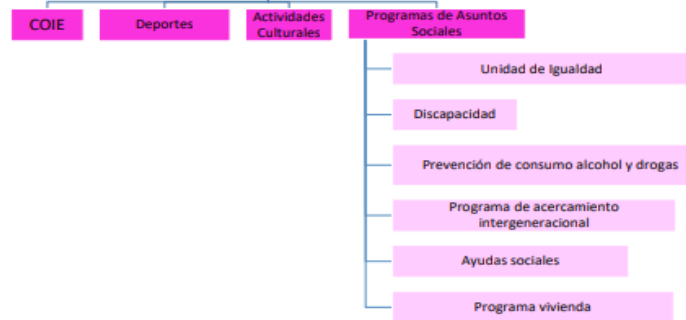 COIE
Deportes
Actividades
Culturales
Programas de Asuntos
Sociales
Unidad de Igualdad
Discapacidad
Prevención de consumo alcohol y drogas
Programa de acercamiento
intergeneracional
Ayudas sociales
Programa vivienda